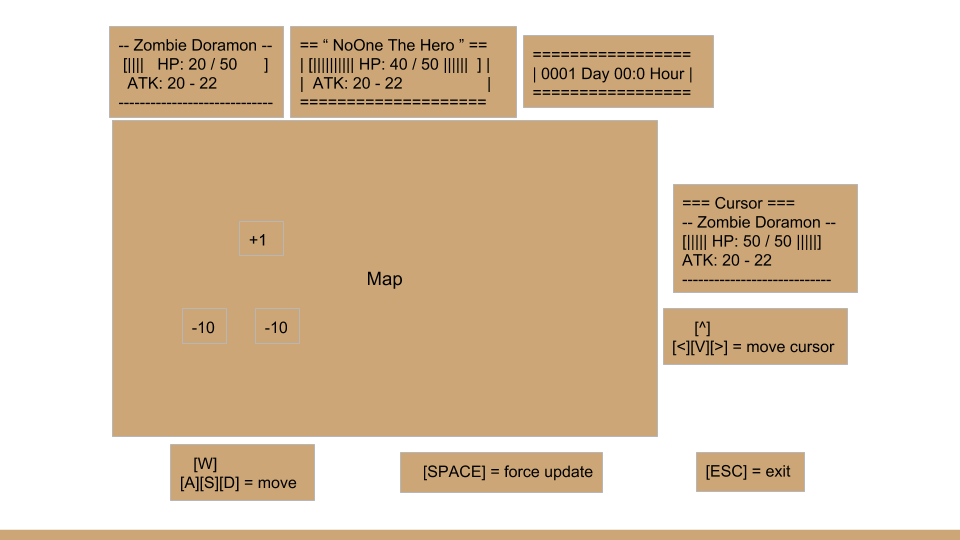 -- Zombie Doramon --
[|||| HP: 20 / 50 ]
ATK: 20 - 22
-----------------------------
== “ NoOne The Hero ” ==
| [|||||||||| HP: 40 / 50 |||||| ] |
| ATK: 20 - 22 |
====================
=================
| 0001 Day 00:0 Hour |
=================
+1
Map
-10 -10
=== Cursor ===
-- Zombie Doramon --
[||||| HP: 50 / 50 |||||]
ATK: 20 - 22
----------------------------
[^]
[<][V][>] = move cursor
[W]
[A][S][D] = move
[SPACE] = force update
[ESC] = exit